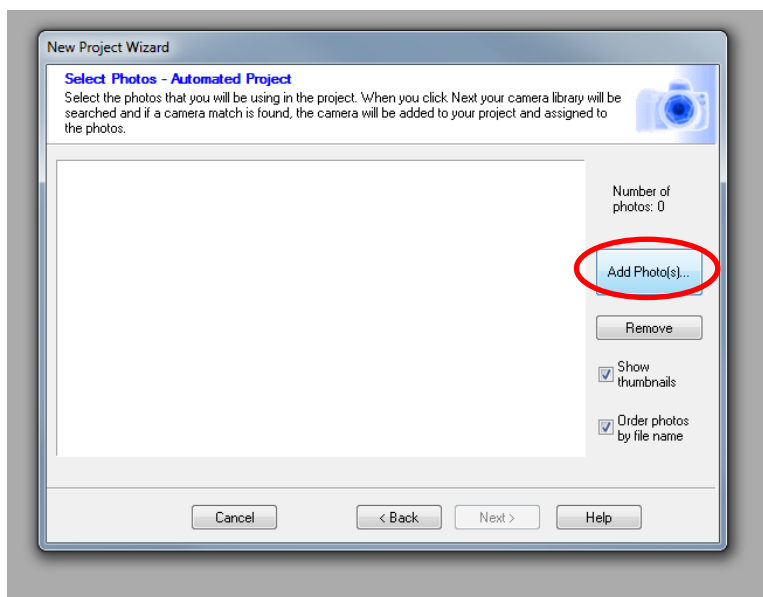 New Project Wizard
Select Photos - Automated Project
Select the photos that you will be using in the project. When you click Next your camera library will be
searched and if a camera match is found, the camera will be added to your project and assigned to
the photos.
Number of
photos: 0
Add Photo(s)...
Remove
Show
thumbnails
Order photos
by file name
Cancel
< Back
Next >
Help